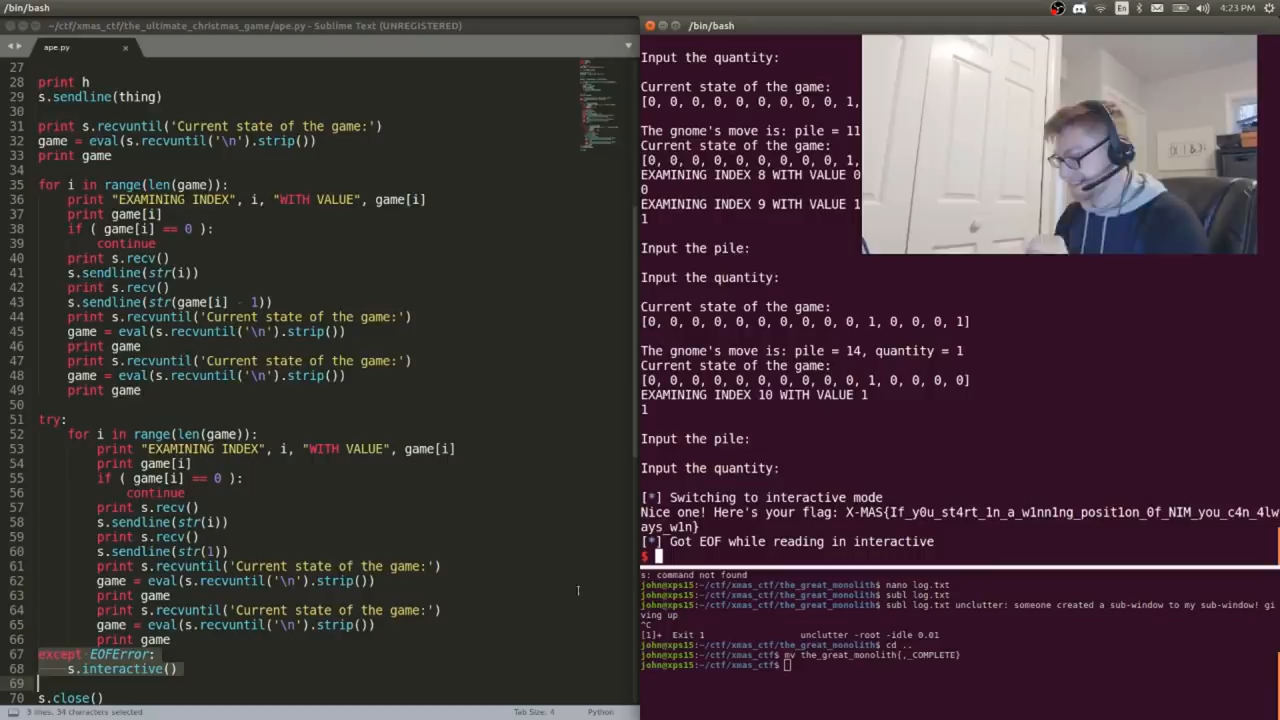 /bin/bash
En
4:23 PM
~/ctf/xmas_ctf/the_ultimate_christmas_game/ape.py - Sublime Text (UNREGISTERED)
ape.py ×
27
28 print h
29 s.sendline(thing)
30
31 print s.recvuntil('Current state of the game:')
32 game = eval(s.recvuntil('\n').strip())
33 print game
34
35 for i in range(len(game)):
36 print "EXAMINING INDEX", i, "WITH VALUE", game[i]
37 print game[i]
38 if ( game[i] == 0 ):
39 continue
40 print s.recv()
41 s.sendline(str(i))
42 print s.recv()
43 s.sendline(str(game[i] - 1))
44 print s.recvuntil('Current state of the game:')
45 game = eval(s.recvuntil('\n').strip())
46 print game
47 print s.recvuntil('Current state of the game:')
48 game = eval(s.recvuntil('\n').strip())
49 print game
50
51 try:
52 for i in range(len(game)):
53 print "EXAMINING INDEX", i, "WITH VALUE", game[i]
54 print game[i]
55 if ( game[i] == 0 ):
56 continue
57 print s.recv()
58 s.sendline(str(i))
59 print s.recv()
60 s.sendline(str(1))
61 print s.recvuntil('Current state of the game:')
62 game = eval(s.recvuntil('\n').strip())
63 print game
64 print s.recvuntil('Current state of the game:')
65 game = eval(s.recvuntil('\n').strip())
66 print game
67 except EOFError:
68 s.interactive()
69
70 s.close()
3 lines, 34 characters selected
Tab Size: 4
Python
/bin/bash
Input the quantity:
Current state of the game:
[0, 0, 0, 0, 0, 0, 0, 0, 0, 1,
The gnome's move is: pile = 11
Current state of the game:
[0, 0, 0, 0, 0, 0, 0, 0, 0, 1,
EXAMINING INDEX 8 WITH VALUE 0
0
EXAMINING INDEX 9 WITH VALUE 1
1
Input the pile:
Input the quantity:
Current state of the game:
[0, 0, 0, 0, 0, 0, 0, 0, 0, 0, 1, 0, 0, 0, 1]
The gnome's move is: pile = 14, quantity = 1
Current state of the game:
[0, 0, 0, 0, 0, 0, 0, 0, 0, 0, 1, 0, 0, 0, 0]
EXAMINING INDEX 10 WITH VALUE 1
1
Input the pile:
Input the quantity:
[*] Switching to interactive mode
Nice one! Here's your flag: X-MAS{If_y0u_st4rt_1n_a_w1nn1ng_posit1on_0f_NIM_you_c4n_4lw
ays_w1n}
[*] Got EOF while reading in interactive
$
s: command not found
john@xps15:~/ctf/xmas_ctf/the_great_monolith$ nano log.txt
john@xps15:~/ctf/xmas_ctf/the_great_monolith$ subl log.txt
john@xps15:~/ctf/xmas_ctf/the_great_monolith$ subl log.txt unclutter: someone created a sub-window to my sub-window! gi
ving up
^C
[1]+ Exit 1 unclutter -root -idle 0.01
john@xps15:~/ctf/xmas_ctf/the_great_monolith$ cd ..
john@xps15:~/ctf/xmas_ctf$ mv the_great_monolith{,_COMPLETE}
john@xps15:~/ctf/xmas_ctf$